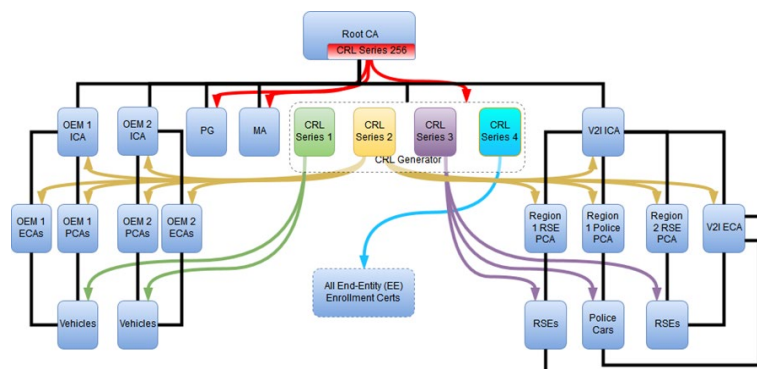 Root CA
CRL Series 256
OEM 1
ICA
OEM 2
ICA
PG
MA
CRL
Series 1
CRL
Series 2
CRL
Series 3
CRL
Series 4
V2I ICA
CRL Generator
OEM 1
ECAs
OEM 1
PCAs
OEM 2
PCAs
OEM 2
ECAs
Region
1 RSE
PCA
Region
1 Police
PCA
Region
2 RSE
PCA
V2I ECA
All End-Entity (EE)
Enrollment Certs
Vehicles
Vehicles
RSEs
Police
Cars
RSEs